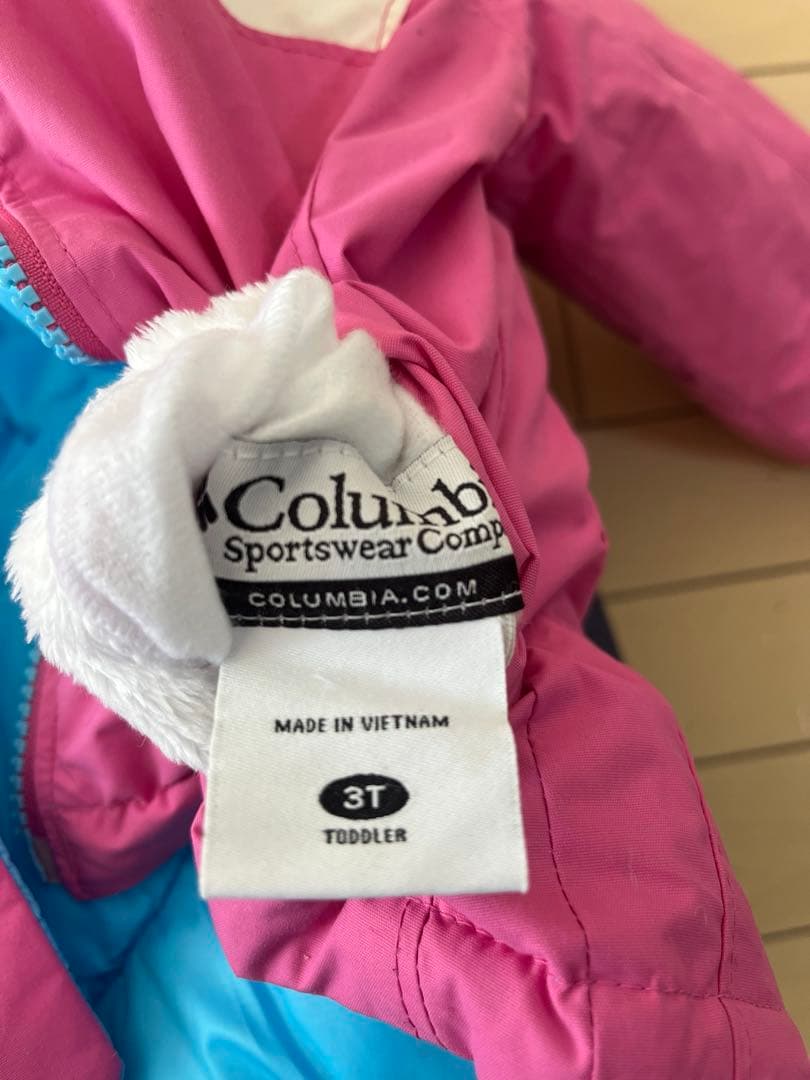 Columb
Sportswear Comp
COLUMBIA.COM
MADE IN VIETNAM
3T
TODDLER